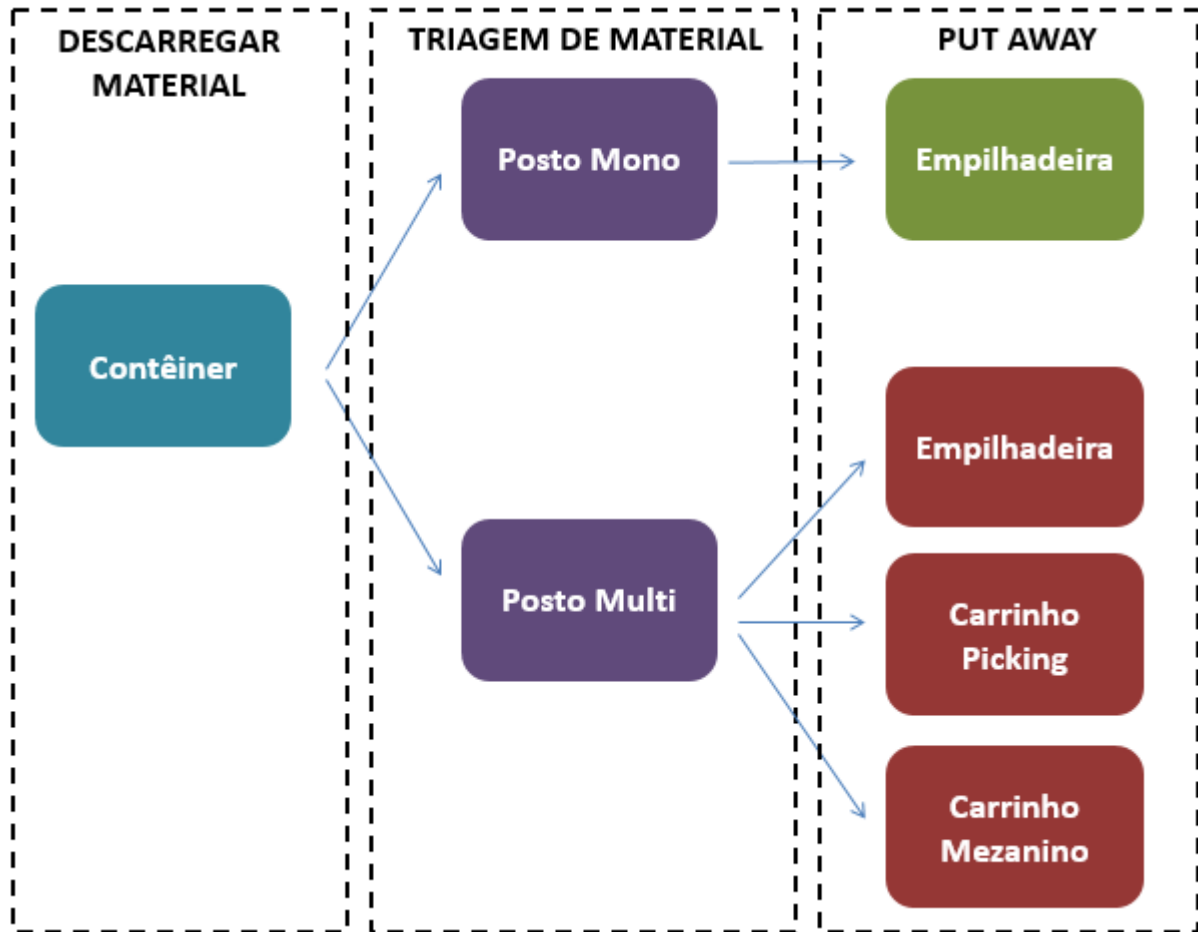 DESCARREGAR
MATERIAL
Contêiner
TRIAGEM DE MATERIAL
Posto Mono
Posto Multi
PUT AWAY
Empilhadeira
Empilhadeira
Carrinho
Picking
Carrinho
Mezanino